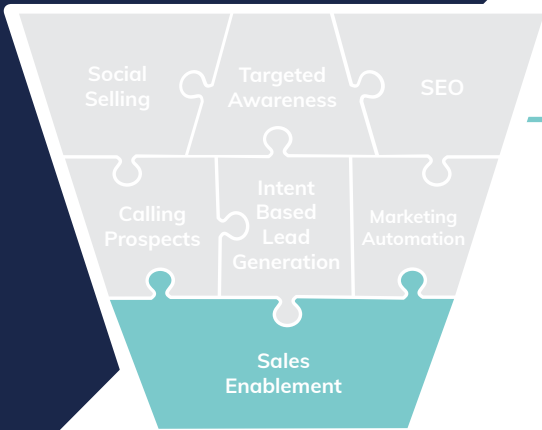 Social
Selling
Targeted
Awareness
SEO
Calling
Prospects
Intent
Based
Lead
Generation
Marketing
Automation
Sales
Enablement